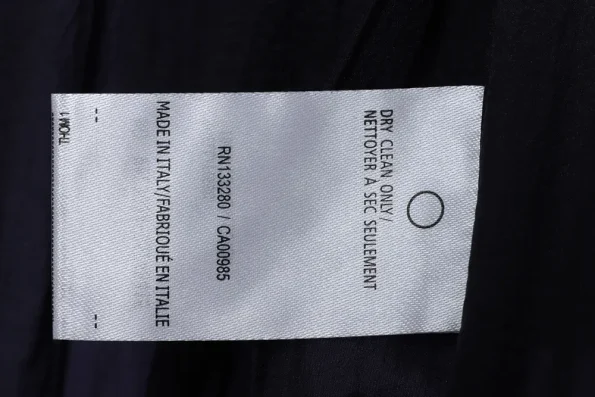 DRY CLEAN ONLY/
NETTOYER A SEC SEULEMENT
RN133280 / CA00985
MADE IN ITALY/FABRIQUÉ EN ITALIE
-- --